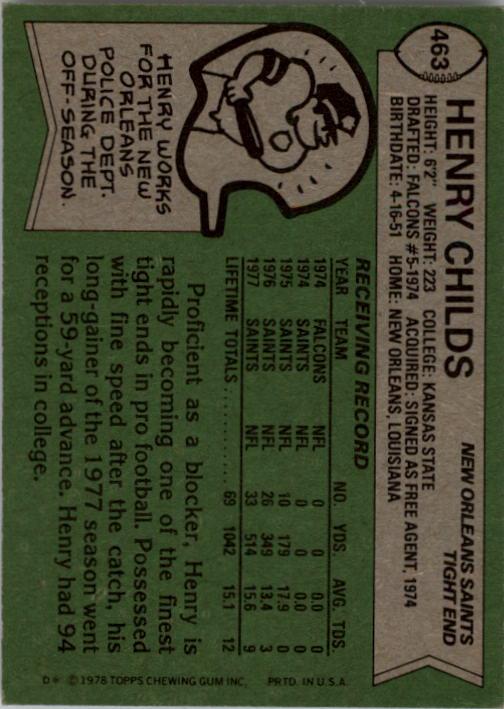 463
HENRY CHILDS
NEW ORLEANS SAINTS
TIGHT END
HEIGHT: 6'2" WEIGHT: 223 COLLEGE: KANSAS STATE
DRAFTED: FALCONS #5-1974 ACQUIRED: SIGNED AS FREE AGENT, 1974
BIRTHDATE: 4-16-51 HOME: NEW ORLEANS, LOUISIANA
RECEIVING RECORD
YEAR TEAM NO. YDS. AVG. TDS.
1974 FALCONS NFL 0 0 0.0 0
1974 SAINTS NFL 0 0 0.0 0
1975 SAINTS NFL 10 179 17.9 0
1976 SAINTS NFL 26 349 13.4 3
1977 SAINTS NFL 33 514 15.6 9
LIFETIME TOTALS .......... 69 1042 15.1 12
Proficient as a blocker, Henry is
rapidly becoming one of the finest
tight ends in pro football. Possessed
with fine speed after the catch, his
long-gainer of the 1977 season went
for a 59-yard advance. Henry had 94
receptions in college.
HENRY WORKS
FOR THE NEW
ORLEANS
POLICE DEPT.
DURING THE
OFF-SEASON.
D* © 1978 TOPPS CHEWING GUM INC. PRTD. IN U.S.A.